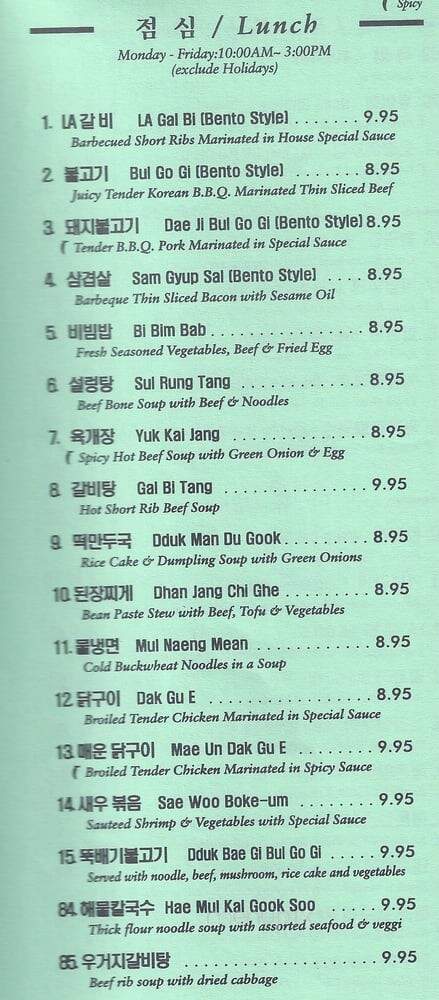 Spicy
점 심 / Lunch
Monday - Friday:10:00AM~ 3:00PM
(exclude Holidays)
1. LA갈비 LA Gal Bi (Bento Style) . . . . . . . 9.95
Barbecued Short Ribs Marinated in House Special Sauce
2. 불고기 Bul Go Gi (Bento Style) . . . . . . . 8.95
Juicy Tender Korean B.B.Q. Marinated Thin Sliced Beef
3. 돼지불고기 Dae Ji Bul Go Gi (Bento Style) 8.95
Tender B.B.Q. Pork Marinated in Special Sauce
4. 삼겹살 Sam Gyup Sal (Bento Style) . . . . 8.95
Barbeque Thin Sliced Bacon with Sesame Oil
5. 비빔밥 Bi Bim Bab . . . . . . . . . . . . . . . 8.95
Fresh Seasoned Vegetables, Beef & Fried Egg
6. 설렁탕 Sul Rung Tang . . . . . . . . . . . . . 8.95
Beef Bone Soup with Beef & Noodles
7. 육개장 Yuk Kai Jang . . . . . . . . . . . . . 8.95
Spicy Hot Beef Soup with Green Onion & Egg
8. 갈비탕 Gal Bi Tang . . . . . . . . . . . . . . 9.95
Hot Short Rib Beef Soup
9. 떡만두국 Dduk Man Du Gook . . . . . . . . 8.95
Rice Cake & Dumpling Soup with Green Onions
10. 된장찌게 Dhan Jang Chi Ghe . . . . . . . . . 8.95
Bean Paste Stew with Beef, Tofu & Vegetables
11. 물냉면 Mul Naeng Mean . . . . . . . . . . . 8.95
Cold Buckwheat Noodles in a Soup
12. 닭구이 Dak Gu E . . . . . . . . . . . . . . . . 8.95
Broiled Tender Chicken Marinated in Special Sauce
13. 매운 닭구이 Mae Un Dak Gu E . . . . . . . . 9.95
Broiled Tender Chicken Marinated in Spicy Sauce
14. 새우 볶음 Sae Woo Boke-um . . . . . . . . 9.95
Sauteed Shrimp & Vegetables with Special Sauce
15. 뚝배기불고기 Dduk Bae Gi Bul Go Gi . . . . . 9.95
Served with noodle, beef, mushroom, rice cake and vegetables
84. 해물칼국수 Hae Mul Kal Gook Soo . . . . . 9.95
Thick flour noodle soup with assorted seafood & veggi
85. 우거지갈비탕 . . . . . . . . . . . . . . . . . . . 9.95
Beef rib soup with dried cabbage